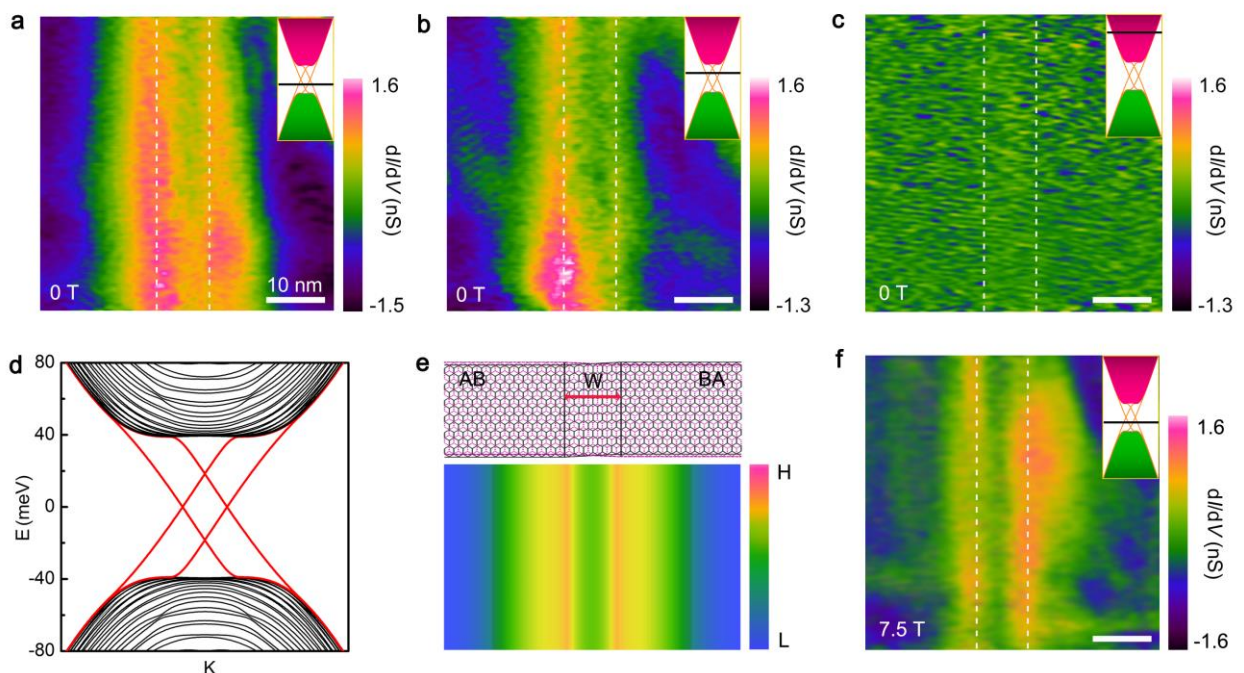 a
0 T
10 nm
1.6
dI/dV (nS)
-1.5
b
0 T
1.6
dI/dV (nS)
-1.3
c
0 T
1.6
dI/dV (nS)
-1.3
d
80
40
0
-40
-80
E (meV)
K
e
AB
W
BA
H
L
f
7.5 T
1.6
dI/dV (nS)
-1.6